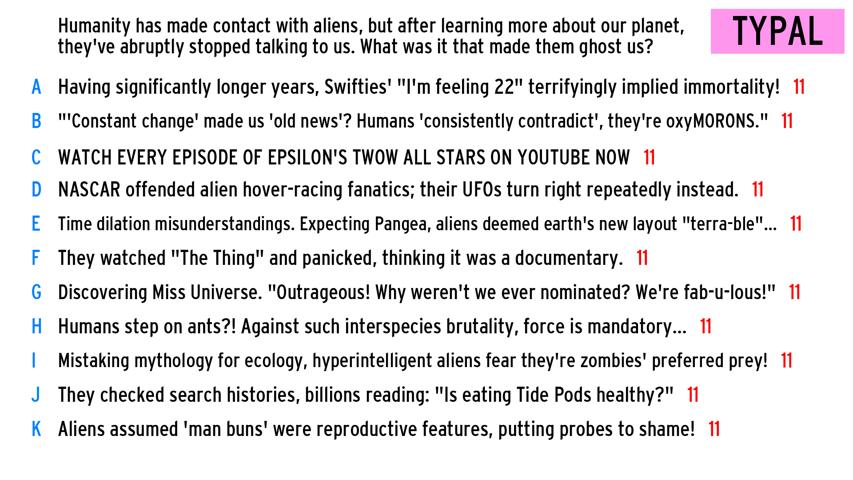 Humanity has made contact with aliens, but after learning more about our planet,
they've abruptly stopped talking to us. What was it that made them ghost us?
TYPAL
A Having significantly longer years, Swifties' "I'm feeling 22" terrifyingly implied immortality! 11
B "'Constant change' made us 'old news'? Humans 'consistently contradict', they're oxyMORONS." 11
C WATCH EVERY EPISODE OF EPSILON'S TWOW ALL STARS ON YOUTUBE NOW 11
D NASCAR offended alien hover-racing fanatics; their UFOs turn right repeatedly instead. 11
E Time dilation misunderstandings. Expecting Pangea, aliens deemed earth's new layout "terra-ble"... 11
F They watched "The Thing" and panicked, thinking it was a documentary. 11
G Discovering Miss Universe. "Outrageous! Why weren't we ever nominated? We're fab-u-lous!" 11
H Humans step on ants?! Against such interspecies brutality, force is mandatory... 11
I Mistaking mythology for ecology, hyperintelligent aliens fear they're zombies' preferred prey! 11
J They checked search histories, billions reading: "Is eating Tide Pods healthy?" 11
K Aliens assumed 'man buns' were reproductive features, putting probes to shame! 11